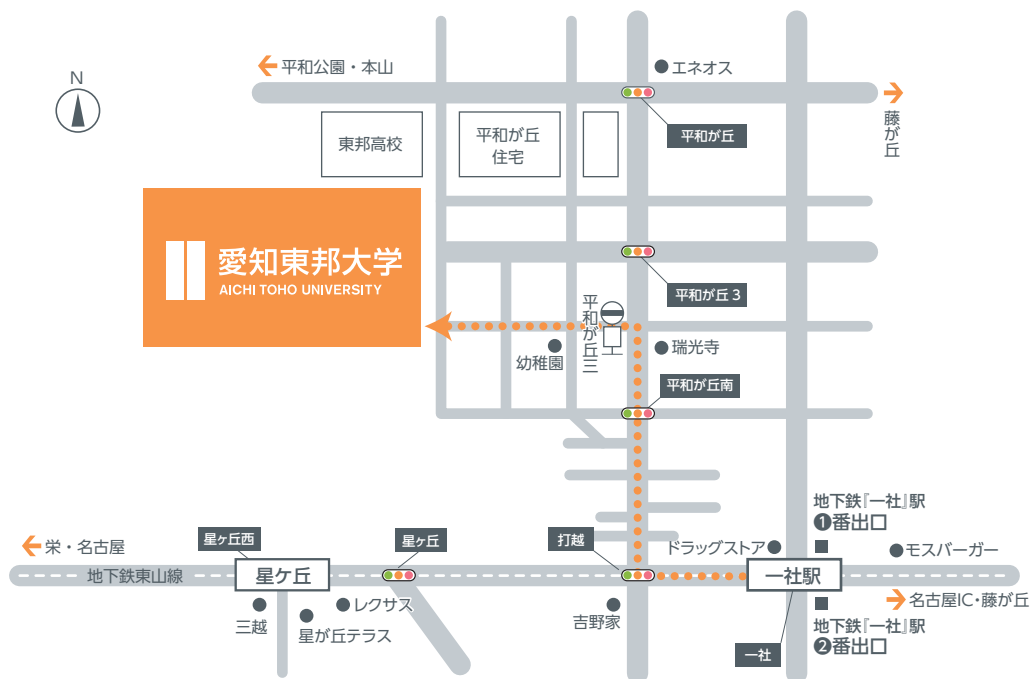 N
平和公園・本山
エネオス
藤が丘
平和が丘
東邦高校
平和が丘
住宅
愛知東邦大学
AICHI TOHO UNIVERSITY
平和が丘 3
平和が丘三
幼稚園
瑞光寺
平和が丘南
地下鉄『一社』駅
❶番出口
星ヶ丘西
星ヶ丘
打越
栄・名古屋
ドラッグストア
モスバーガー
地下鉄東山線
星ケ丘
一社駅
三越
レクサス
星が丘テラス
吉野家
名古屋IC・藤が丘
地下鉄『一社』駅
❷番出口
一社